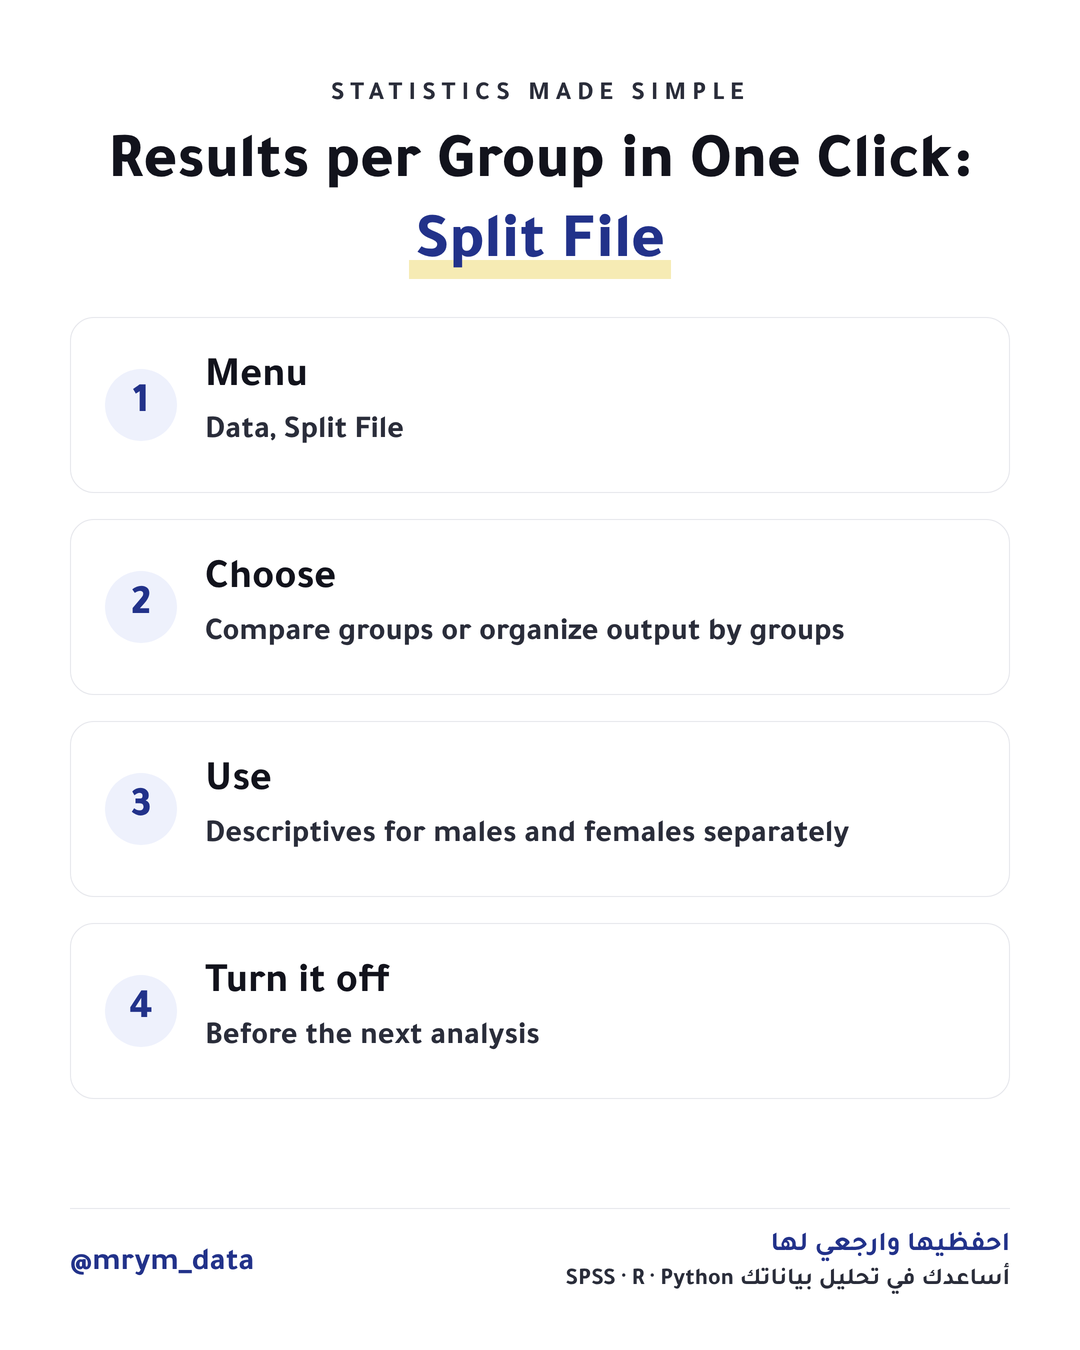 STATISTICS MADE SIMPLE
Results per Group in One Click:
Split File
1
Menu
Data, Split File
2
Choose
Compare groups or organize output by groups
3
Use
Descriptives for males and females separately
4
Turn it off
Before the next analysis
@mrym_data
احفظيها وارجعي لها
أساعدك في تحليل بياناتك SPSS · R · Python